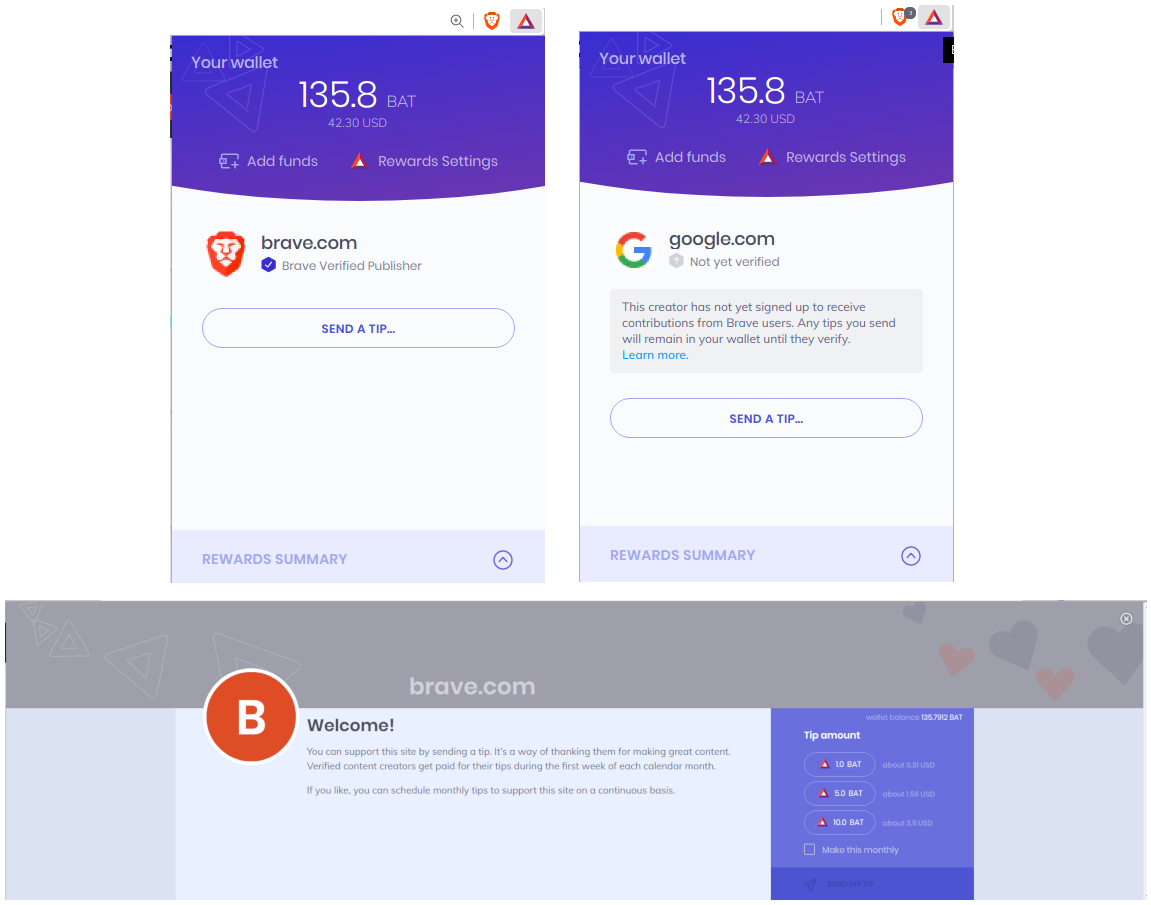 Your wallet
135.8 BAT
42.30 USD
Add funds
Rewards Settings
brave.com
Brave Verified Publisher
SEND A TIP...
REWARDS SUMMARY
3
Your wallet
135.8 BAT
42.30 USD
Add funds
Rewards Settings
google.com
? Not yet verified
This creator has not yet signed up to receive
contributions from Brave users. Any tips you send
will remain in your wallet until they verify.
Learn more.
SEND A TIP...
REWARDS SUMMARY
brave.com
B
Welcome!
You can support this site by sending a tip. It's a way of thanking them for making great content.
Verified content creators get paid for their tips during the first week of each calendar month.
If you like, you can schedule monthly tips to support this site on a continuous basis.
wallet balance 135.7912 BAT
Tip amount
1.0 BAT about 0.31 USD
5.0 BAT about 1.56 USD
10.0 BAT about 3.11 USD
Make this monthly
SEND MY TIP